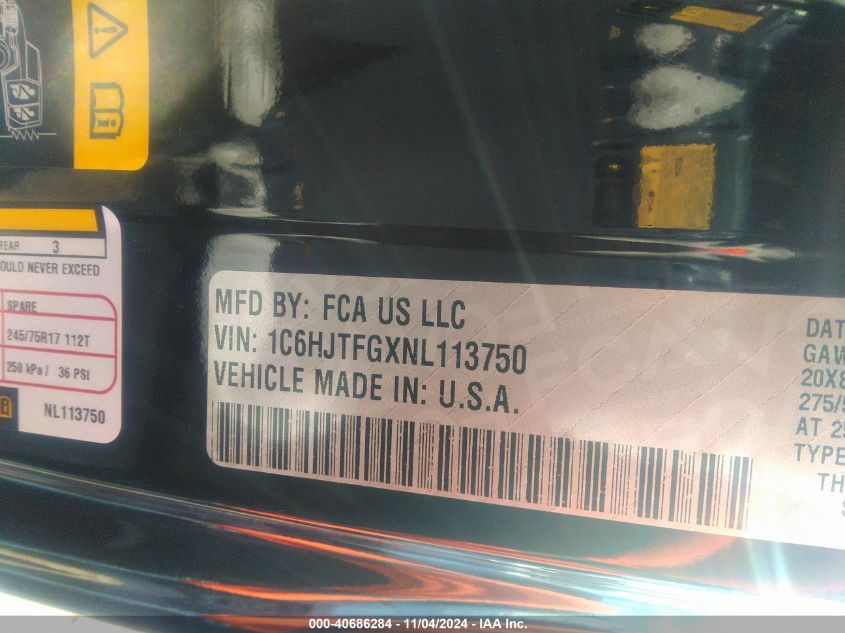 REAR 3
OULD NEVER EXCEED
SPARE
245/75R17 112T
250 kPa / 36 PSI
NL113750
MFD BY: FCA US LLC
VIN: 1C6HJTFGXNL113750
VEHICLE MADE IN: U.S.A.
DAT
GAW
20X8
275/5
AT 25
TYPE
TH
S
000-40686284 - 11/04/2024 - IAA Inc.